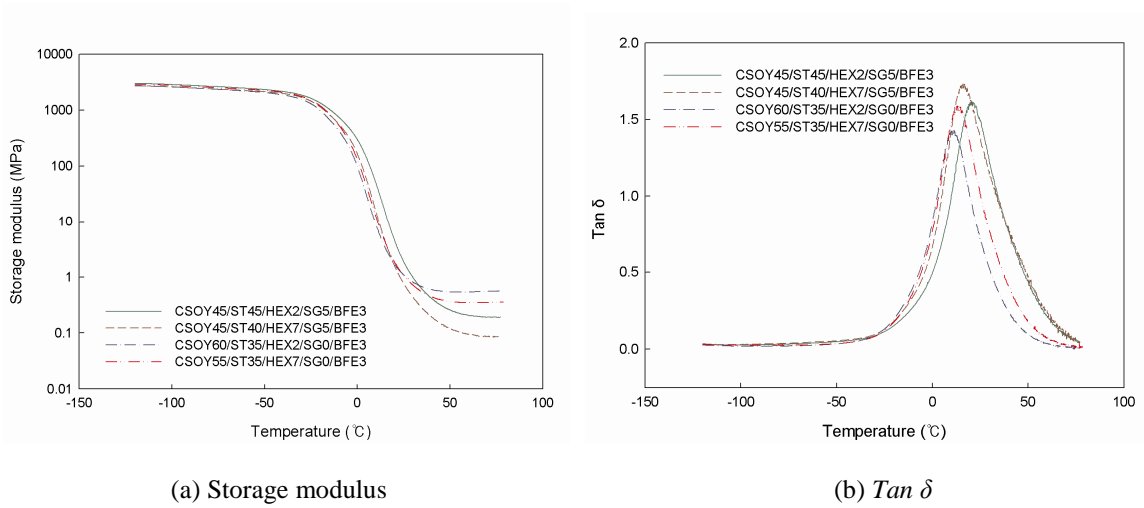 10000
1000
100
10
1
0.1
0.01
Storage modulus (MPa)
CSOY45/ST45/HEX2/SG5/BFE3
CSOY45/ST40/HEX7/SG5/BFE3
CSOY60/ST35/HEX2/SG0/BFE3
CSOY55/ST35/HEX7/SG0/BFE3
-150 -100 -50 0 50 100
Temperature (℃)
(a) Storage modulus
2.0
1.5
1.0
0.5
0.0
Tan δ
CSOY45/ST45/HEX2/SG5/BFE3
CSOY45/ST40/HEX7/SG5/BFE3
CSOY60/ST35/HEX2/SG0/BFE3
CSOY55/ST35/HEX7/SG0/BFE3
-150 -100 -50 0 50 100
Temperature (℃)
(b) Tan δ